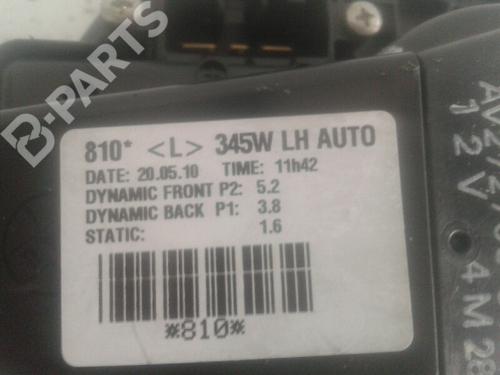 B-PARTS
810* <L> 345W LH AUTO
DATE: 20.05.10 TIME: 11h42
DYNAMIC FRONT P2: 5.2
DYNAMIC BACK P1: 3.8
STATIC: 1.6
*810*
12V